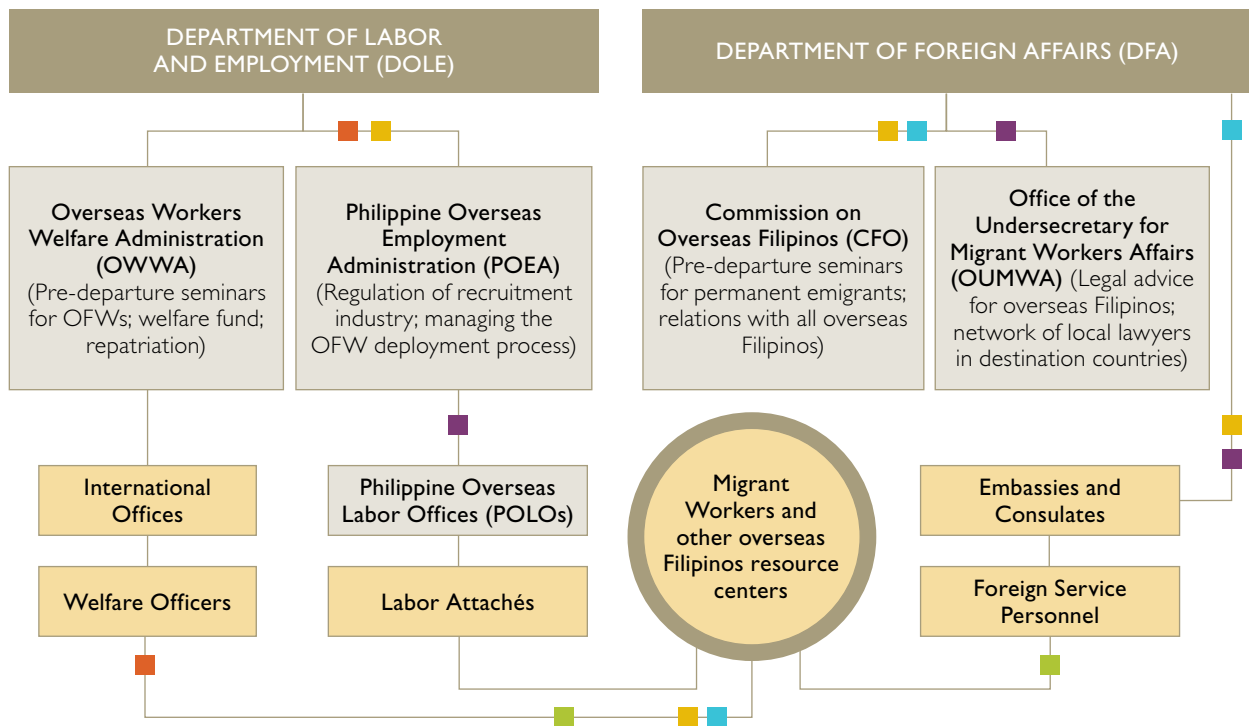 DEPARTMENT OF LABOR
AND EMPLOYMENT (DOLE)
DEPARTMENT OF FOREIGN AFFAIRS (DFA)
Overseas Workers
Welfare Administration
(OWWA)
(Pre-departure seminars
for OFWs; welfare fund;
repatriation)
Philippine Overseas
Employment
Administration (POEA)
(Regulation of recruitment
industry; managing the
OFW deployment process)
Commission on
Overseas Filipinos (CFO)
(Pre-departure seminars
for permanent emigrants;
relations with all overseas
Filipinos)
Office of the
Undersecretary for
Migrant Workers Affairs
(OUMWA) (Legal advice
for overseas Filipinos;
network of local lawyers
in destination countries)
International
Offices
Philippine Overseas
Labor Offices (POLOs)
Migrant
Workers and
other overseas
Filipinos resource
centers
Embassies and
Consulates
Welfare Officers
Labor Attachés
Foreign Service
Personnel